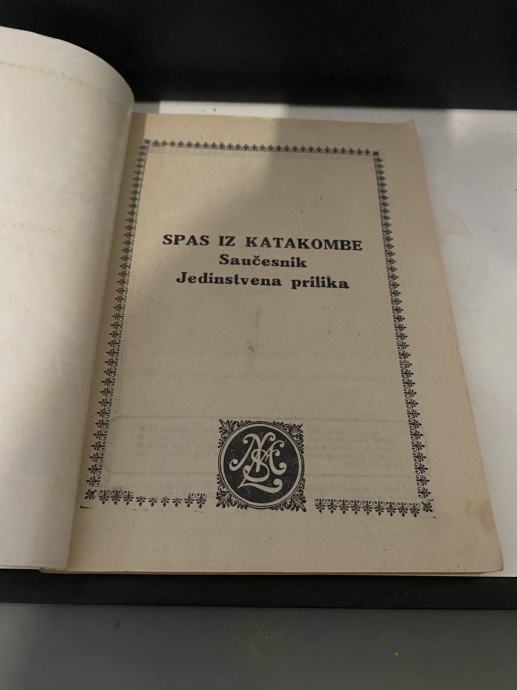 SPAS IZ KATAKOMBE
Saučesnik
Jedinstvena prilika